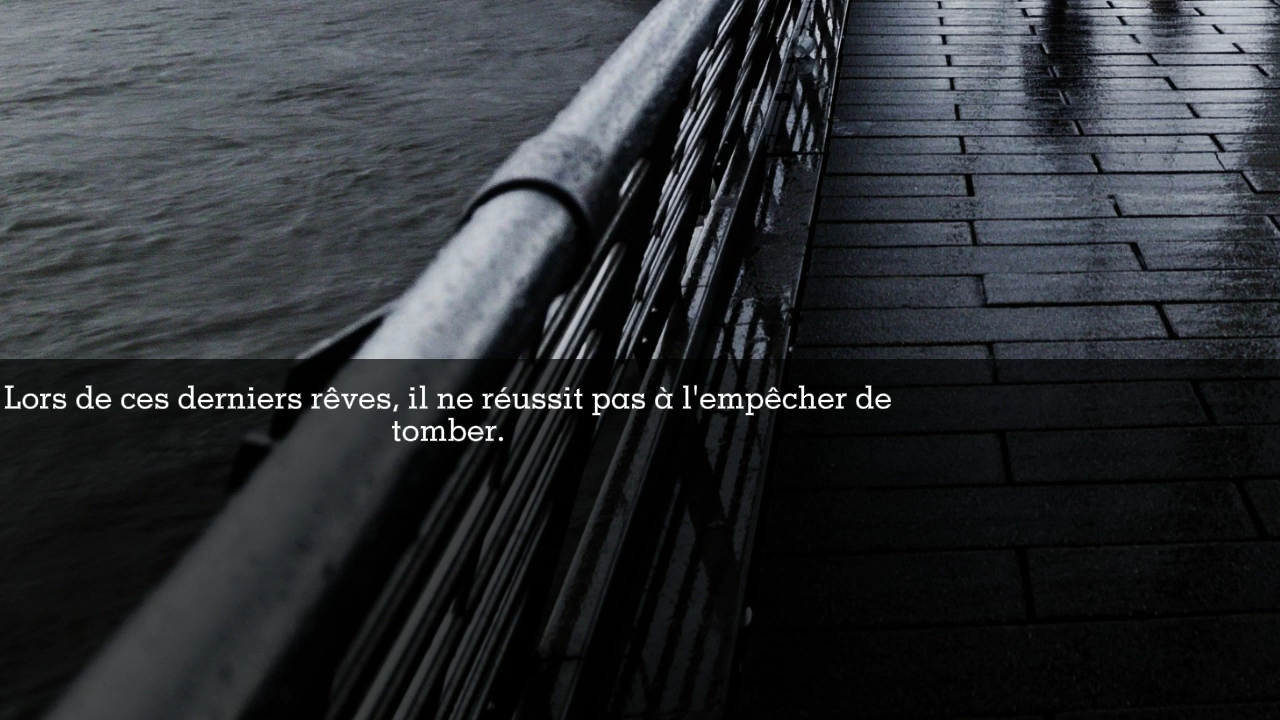 Lors de ces derniers rêves, il ne réussit pas à l'empêcher de
tomber.